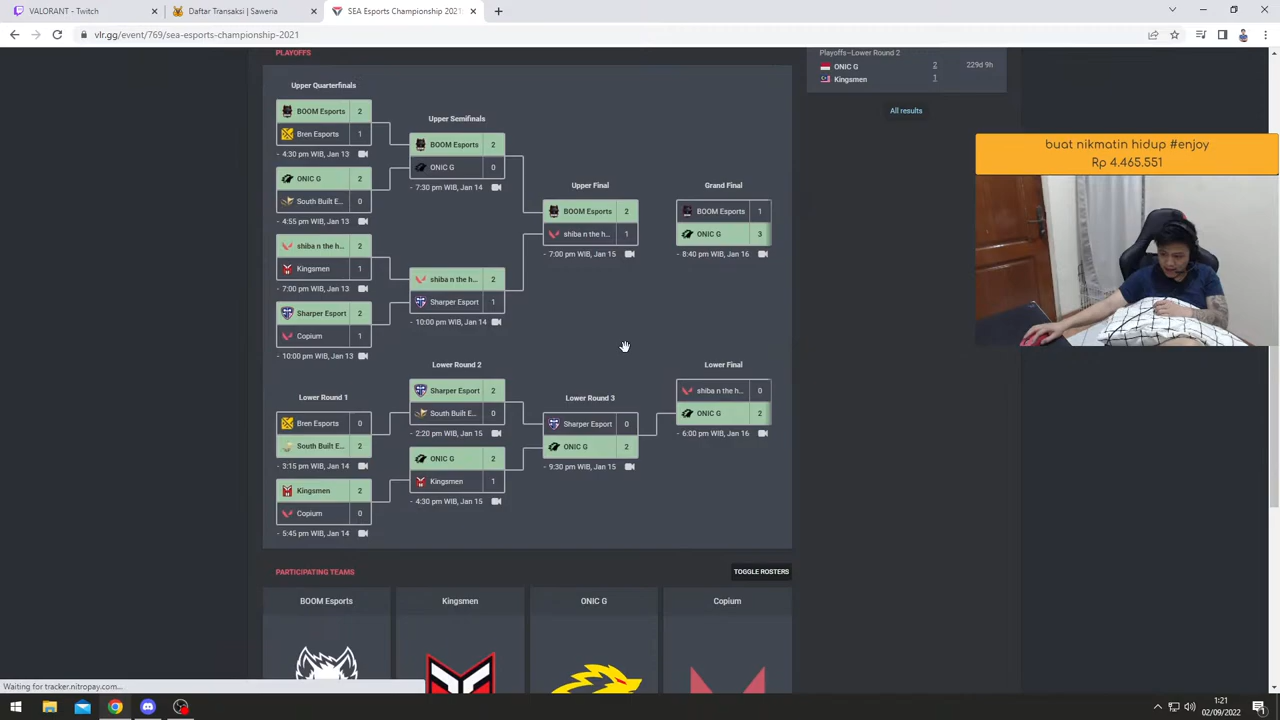 VALORANT - Twitch
Daftar Transaksi | Saweria
SEA Esports Championship 2021:
vlr.gg/event/769/sea-esports-championship-2021
PLAYOFFS
Upper Quarterfinals
BOOM Esports 2
Bren Esports 1
- 4:30 pm WIB, Jan 13
ONIC G 2
South Built E... 0
- 4:55 pm WIB, Jan 13
shiba n the h... 2
Kingsmen 1
- 7:00 pm WIB, Jan 13
Sharper Esport 2
Copium 1
- 10:00 pm WIB, Jan 13
Upper Semifinals
BOOM Esports 2
ONIC G 0
- 7:30 pm WIB, Jan 14
shiba n the h... 2
Sharper Esport 1
- 10:00 pm WIB, Jan 14
Upper Final
BOOM Esports 2
shiba n the h... 1
- 7:00 pm WIB, Jan 15
Grand Final
BOOM Esports 1
ONIC G 3
- 8:40 pm WIB, Jan 16
Lower Round 1
Bren Esports 0
South Built E... 2
- 3:15 pm WIB, Jan 14
Kingsmen 2
Copium 0
- 5:45 pm WIB, Jan 14
Lower Round 2
Sharper Esport 2
South Built E... 0
- 2:20 pm WIB, Jan 15
ONIC G 2
Kingsmen 1
- 4:30 pm WIB, Jan 15
Lower Round 3
Sharper Esport 0
ONIC G 2
- 9:30 pm WIB, Jan 15
Lower Final
shiba n the h... 0
ONIC G 2
- 6:00 pm WIB, Jan 16
Playoffs–Lower Round 2
ONIC G 2 229d 9h
Kingsmen 1
All results
buat nikmatin hidup #enjoy
Rp 4.465.551
PARTICIPATING TEAMS
TOGGLE ROSTERS
BOOM Esports
Kingsmen
ONIC G
Copium
Waiting for tracker.nitropay.com...
1:21
02/09/2022